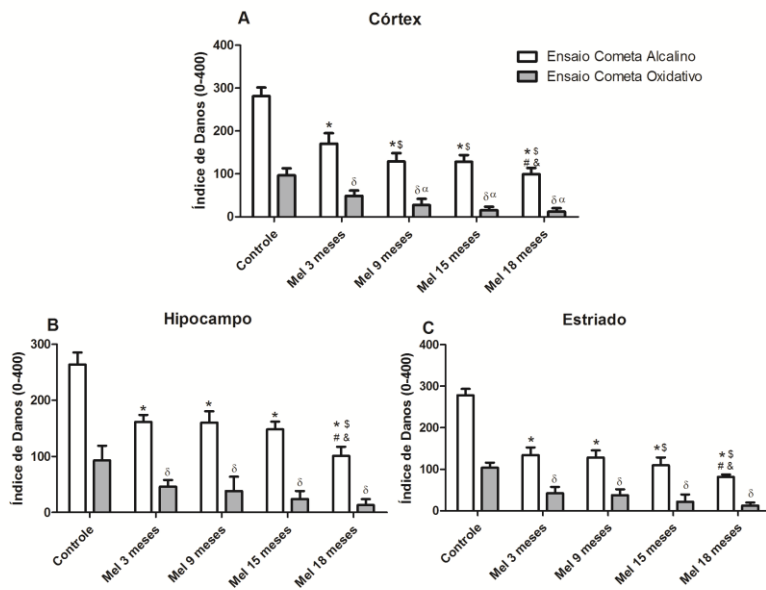 A
Córtex
Índice de Danos (0-400)
400
300
200
100
0
Ensaio Cometa Alcalino
Ensaio Cometa Oxidativo
*
δ
*$
δα
*$
δα
*$
#&
δα
Controle
Mel 3 meses
Mel 9 meses
Mel 15 meses
Mel 18 meses
B
Hipocampo
Índice de Danos (0-400)
300
200
100
0
*
δ
*
δ
*
δ
* $
# &
δ
Controle
Mel 3 meses
Mel 9 meses
Mel 15 meses
Mel 18 meses
C
Estriado
Índice de Danos (0-400)
400
300
200
100
0
*
δ
*
δ
*$
δ
*$
# &
δ
Controle
Mel 3 meses
Mel 9 meses
Mel 15 meses
Mel 18 meses